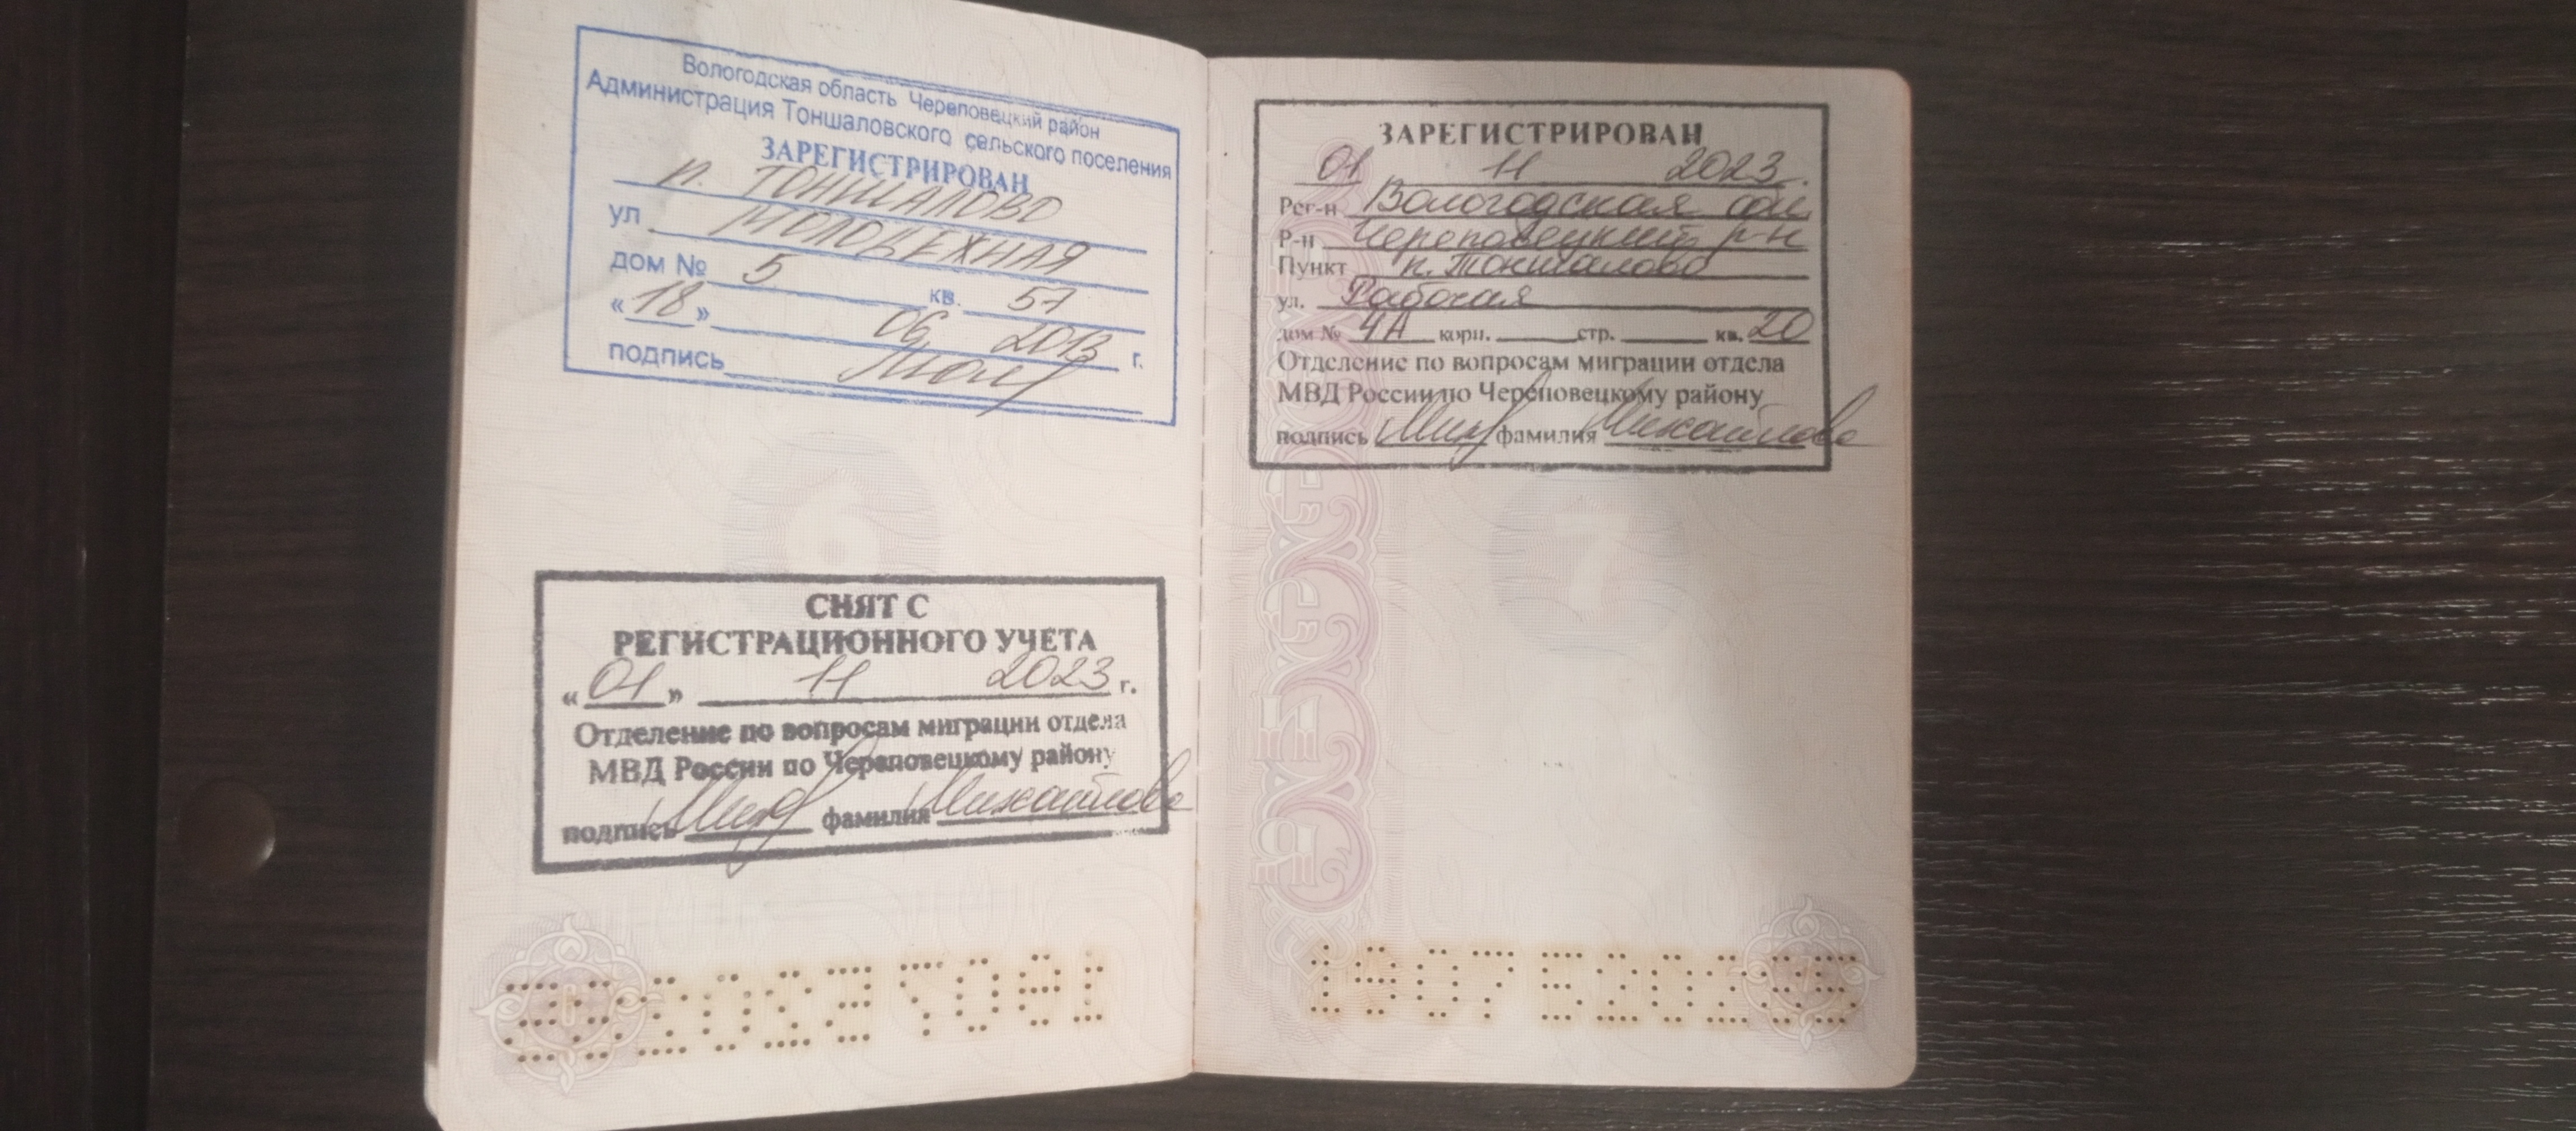 Вологодская область Череповецкий район
Администрация Тоншаловского сельского поселения
ЗАРЕГИСТРИРОВАН
п. ТОНШАЛОВО
ул. МОЛОДЕЖНАЯ
дом № 5 кв. 57
«18» 06 2013 г.
подпись
СНЯТ С
РЕГИСТРАЦИОННОГО УЧЕТА
«01» 11 2023 г.
Отделение по вопросам миграции отдела
МВД России по Череповецкому району
подпись фамилия Михайлова
6
ЗАРЕГИСТРИРОВАН
01 11 2023.
Рег-н Вологодская обл.
Р-н Череповецкий р-н
Пункт п. Тоншалово
ул. Рабочая
дом № 4А корп. стр. кв. 20
Отделение по вопросам миграции отдела
МВД России по Череповецкому району
подпись фамилия Михайлова
7